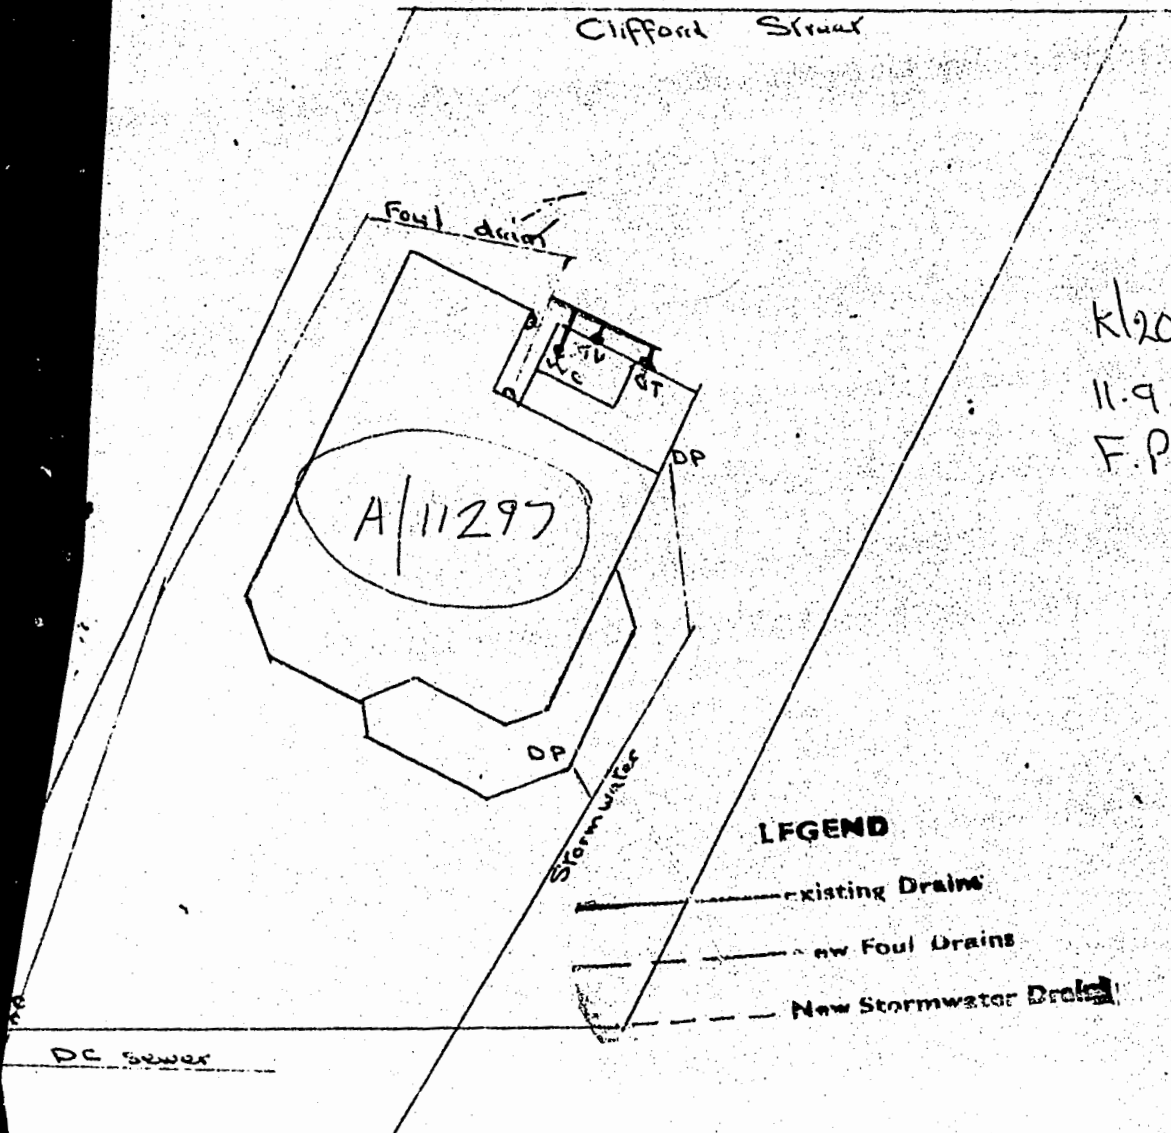 Clifford Street
Foul drain
K/20
11.9
F.P
TU
WC
GT
DP
A/11297
DP
Stormwater
LEGEND
Existing Drains
New Foul Drains
New Stormwater Drains
DC Sewer